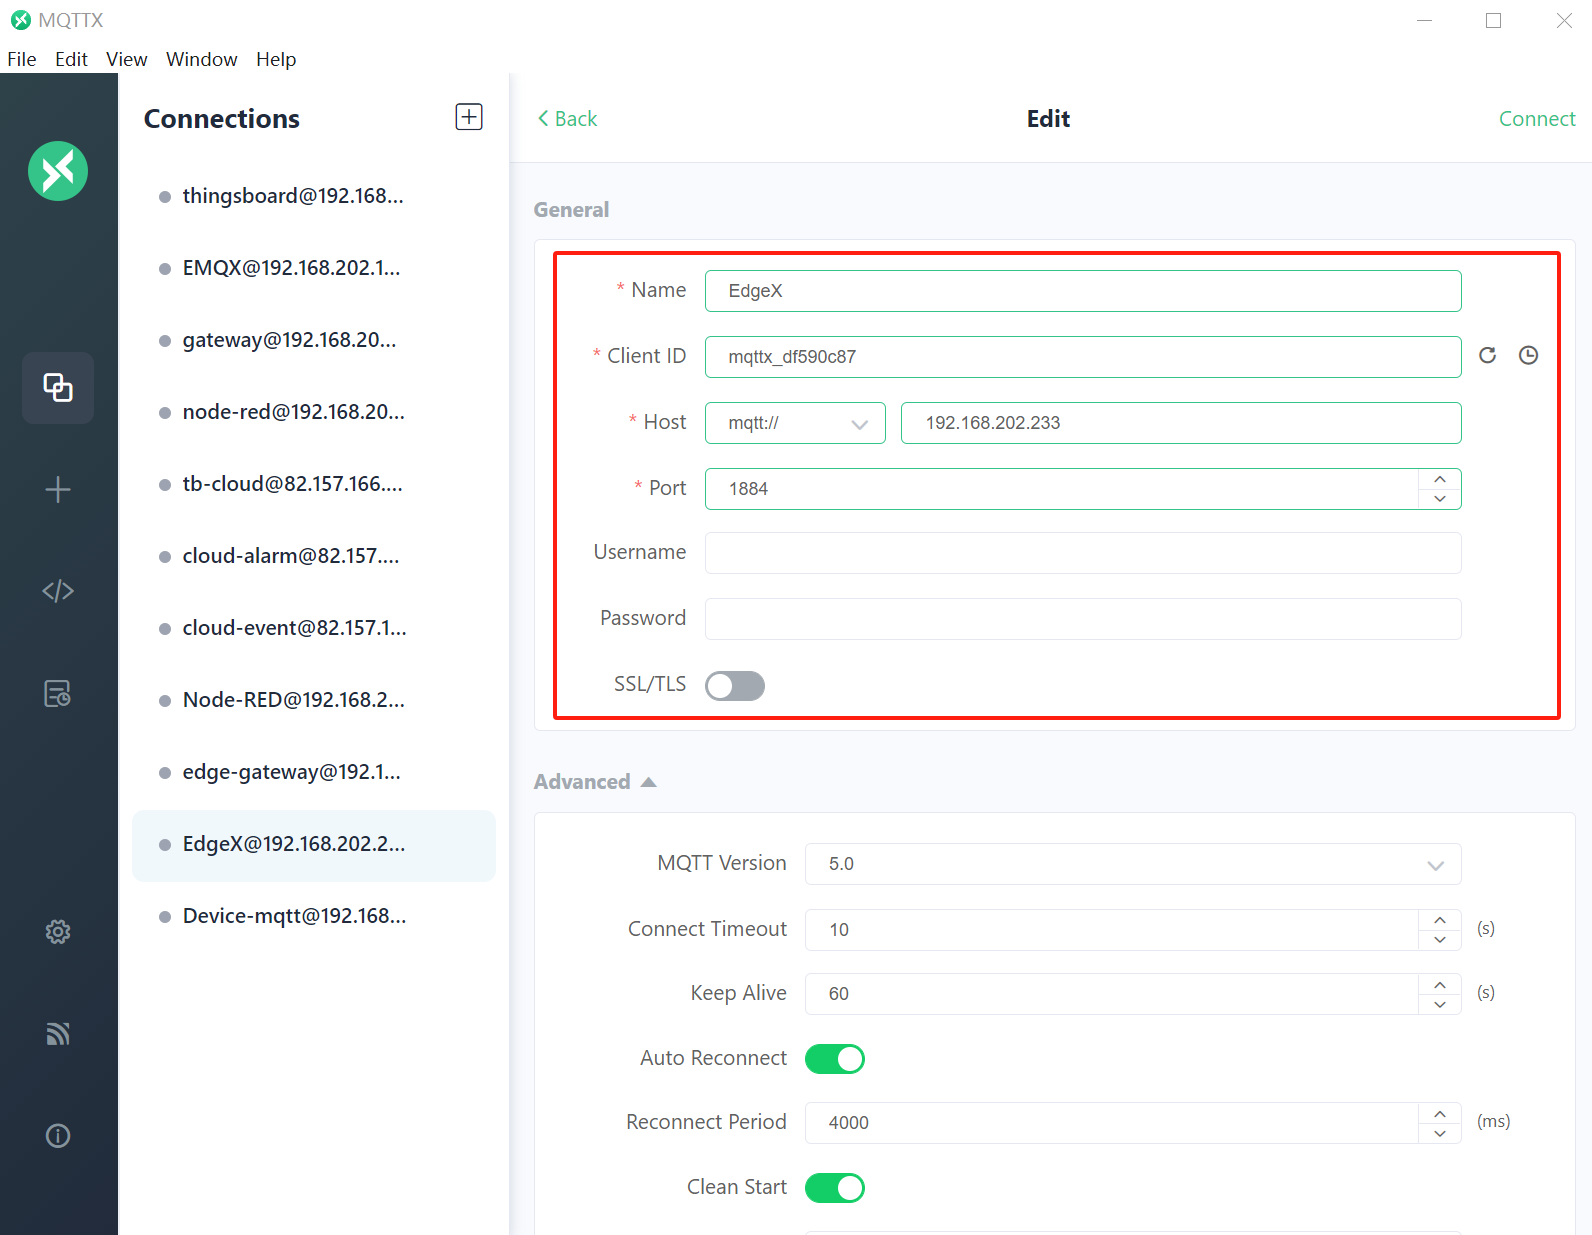 MQTTX
File Edit View Window Help
Connections
thingsboard@192.168...
EMQX@192.168.202.1...
gateway@192.168.20...
node-red@192.168.20...
tb-cloud@82.157.166....
cloud-alarm@82.157....
cloud-event@82.157.1...
Node-RED@192.168.2...
edge-gateway@192.1...
EdgeX@192.168.202.2...
Device-mqtt@192.168...
Back Edit Connect
General
* Name EdgeX
* Client ID mqttx_df590c87
* Host mqtt:// 192.168.202.233
* Port 1884
Username
Password
SSL/TLS
Advanced
MQTT Version 5.0
Connect Timeout 10 (s)
Keep Alive 60 (s)
Auto Reconnect
Reconnect Period 4000 (ms)
Clean Start